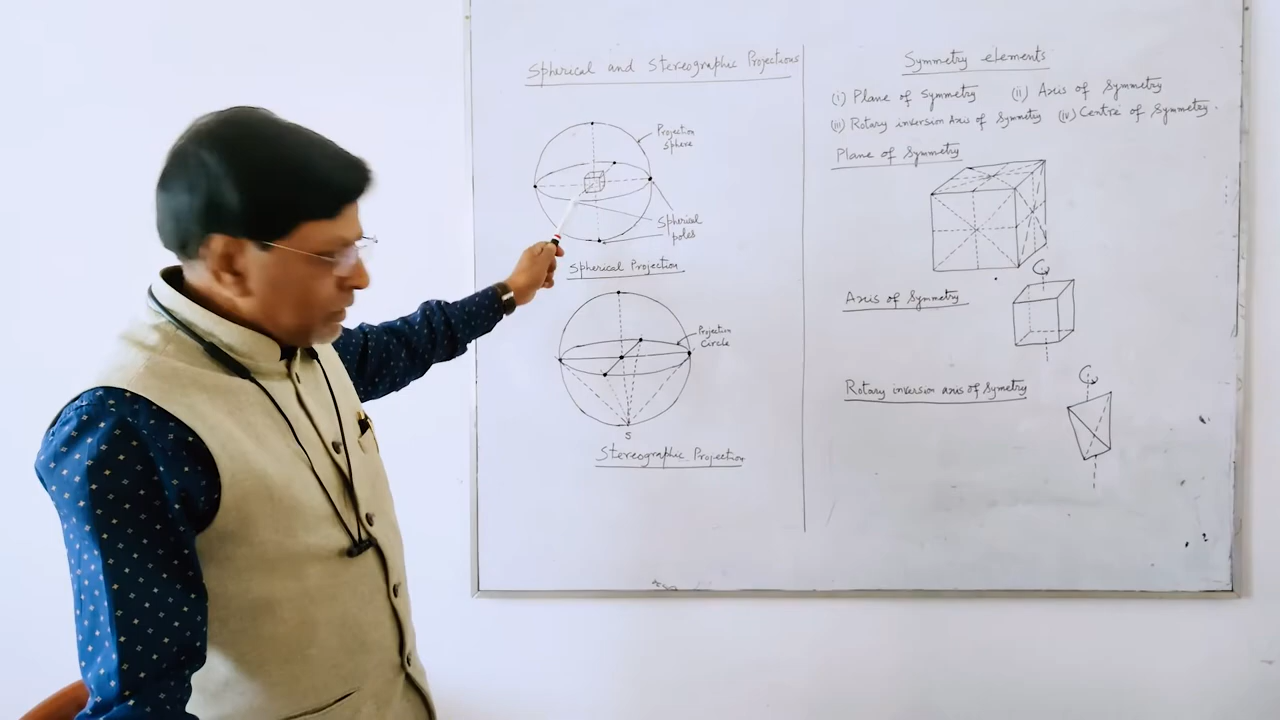 Spherical and Stereographic Projections
Projection
sphere
Spherical
poles
Spherical Projection
Projection
Circle
S
Stereographic Projection
Symmetry elements
(i) Plane of Symmetry (ii) Axis of Symmetry
(iii) Rotary inversion Axis of Symmetry (iv) Centre of Symmetry.
Plane of Symmetry
Axis of Symmetry
Rotary inversion axis of Symetry